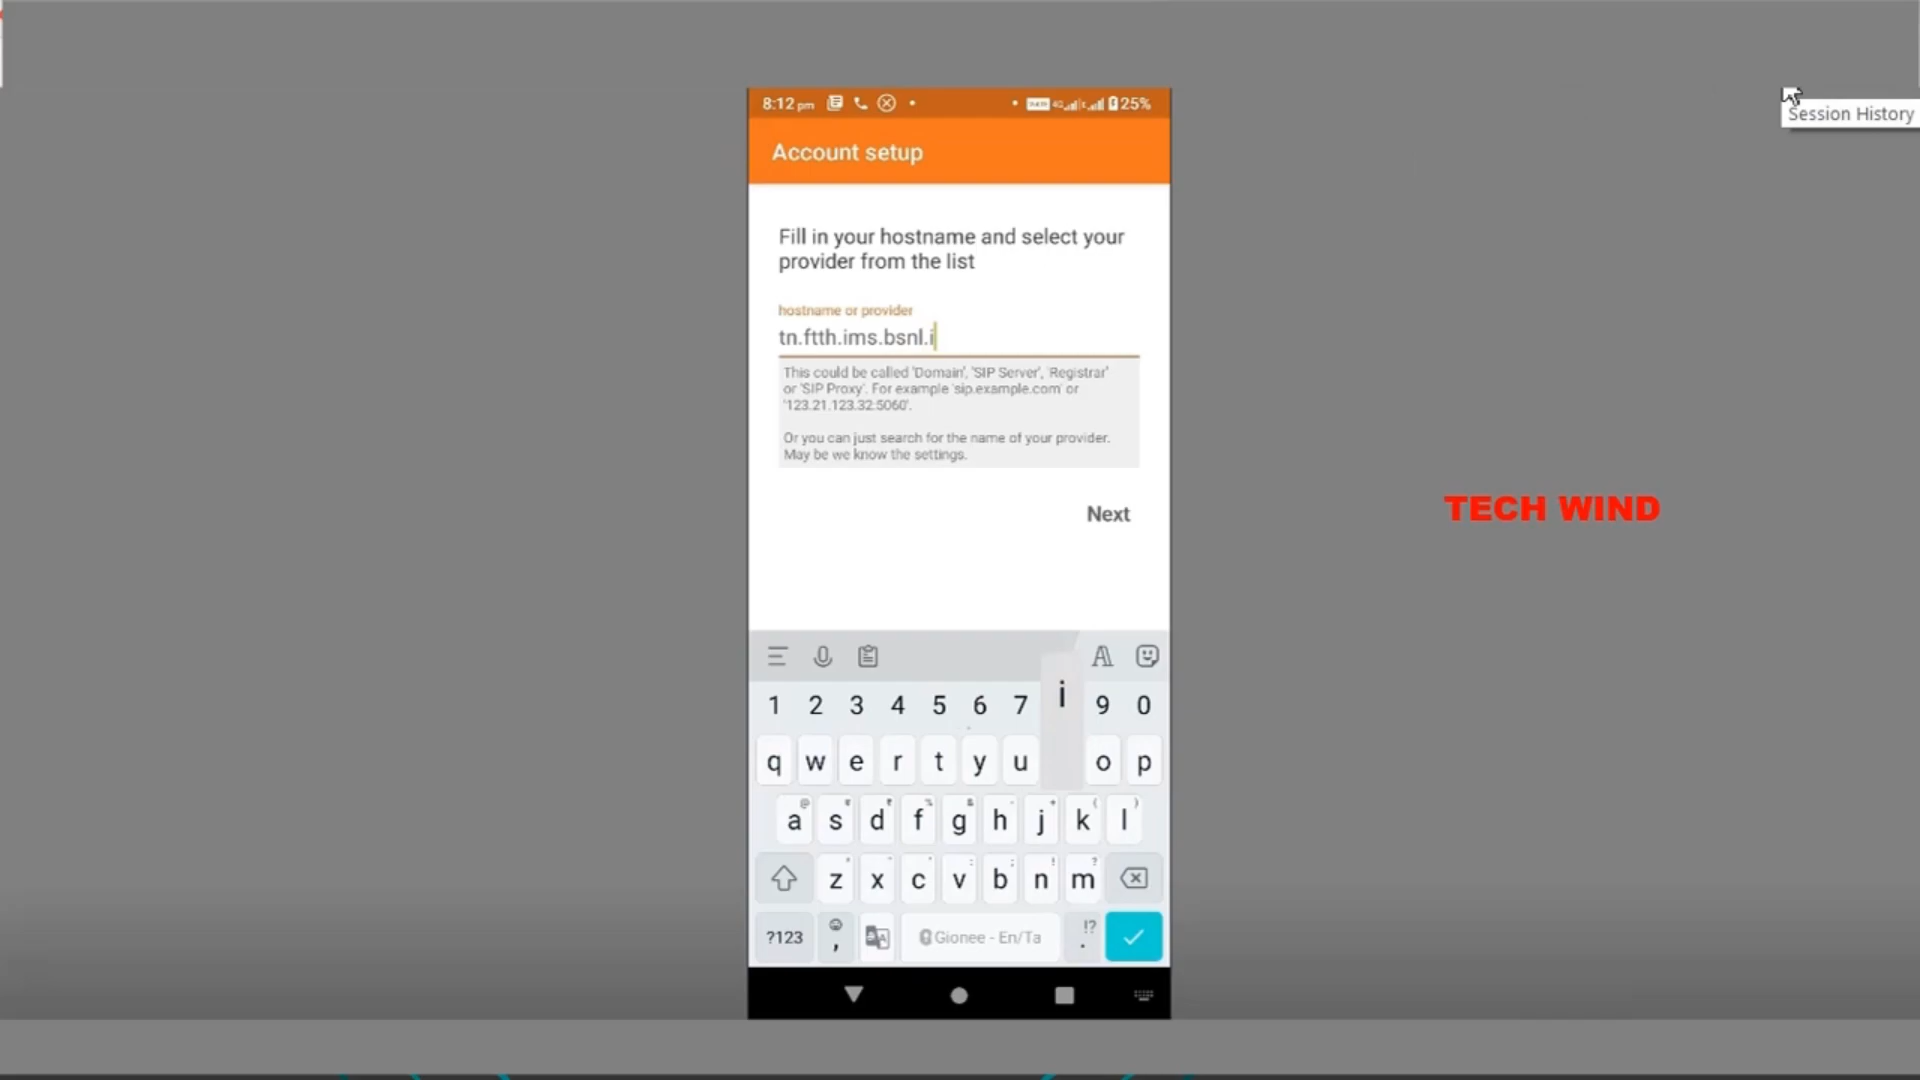 8:12 pm 25%
Session History
Account setup
Fill in your hostname and select your
provider from the list
hostname or provider
tn.ftth.ims.bsnl.i
This could be called 'Domain', 'SIP Server', 'Registrar'
or 'SIP Proxy'. For example 'sip.example.com' or
'123.21.123.32:5060'.
Or you can just search for the name of your provider.
May be we know the settings.
TECH WIND
Next
i
1 2 3 4 5 6 7 9 0
q w e r t y u o p
a s d f g h j k l
z x c v b n m
?123 , Gionee - En/Ta !? .